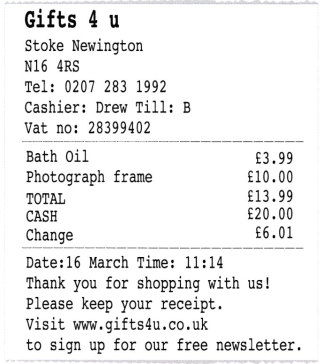 Gifts 4 u
Stoke Newington
N16 4RS
Tel: 0207 283 1992
Cashier: Drew Till: B
Vat no: 28399402
Bath Oil £3.99
Photograph frame £10.00
TOTAL £13.99
CASH £20.00
Change £6.01
Date:16 March Time: 11:14
Thank you for shopping with us!
Please keep your receipt.
Visit www.gifts4u.co.uk
to sign up for our free newsletter.